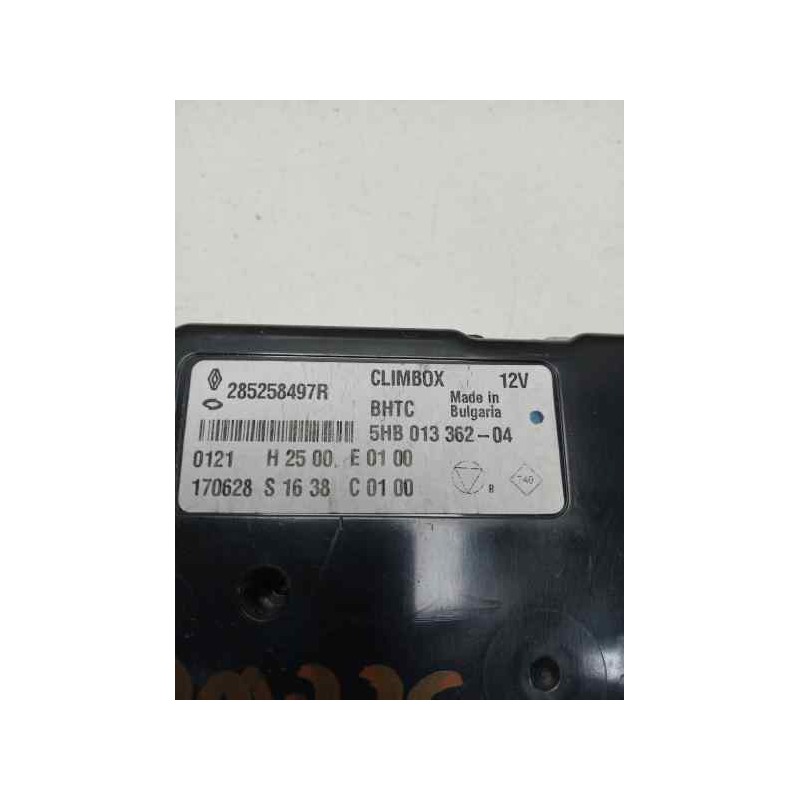 285258497R
CLIMBOX 12V
BHTC Made in Bulgaria
5HB 013 362-04
0121 H 25 00 E 01 00
170628 S 16 38 C 01 00
B
740